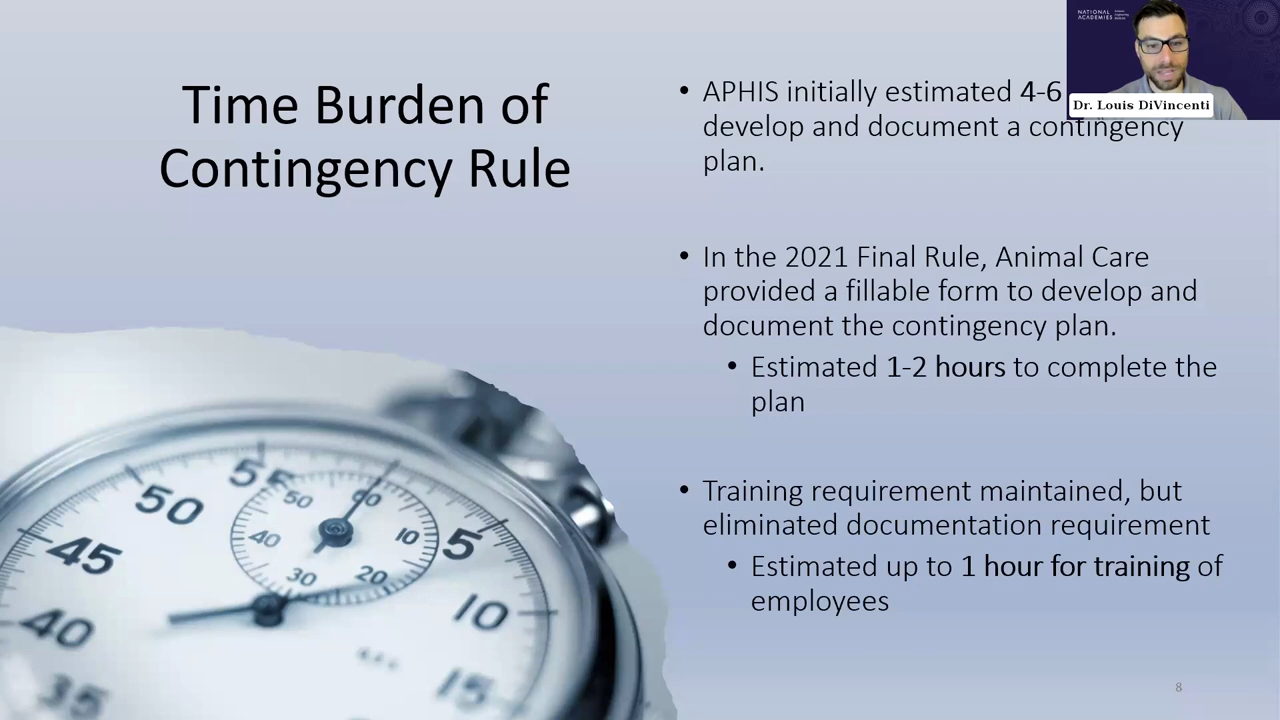 NATIONAL
ACADEMIES
Dr. Louis DiVincenti
Time Burden of
Contingency Rule
• APHIS initially estimated 4-6
develop and document a contingency
plan.
• In the 2021 Final Rule, Animal Care
provided a fillable form to develop and
document the contingency plan.
• Estimated 1-2 hours to complete the
plan
• Training requirement maintained, but
eliminated documentation requirement
• Estimated up to 1 hour for training of
employees
55
50
45
40
35
5
10
15
60
50
40
30
20
10
8